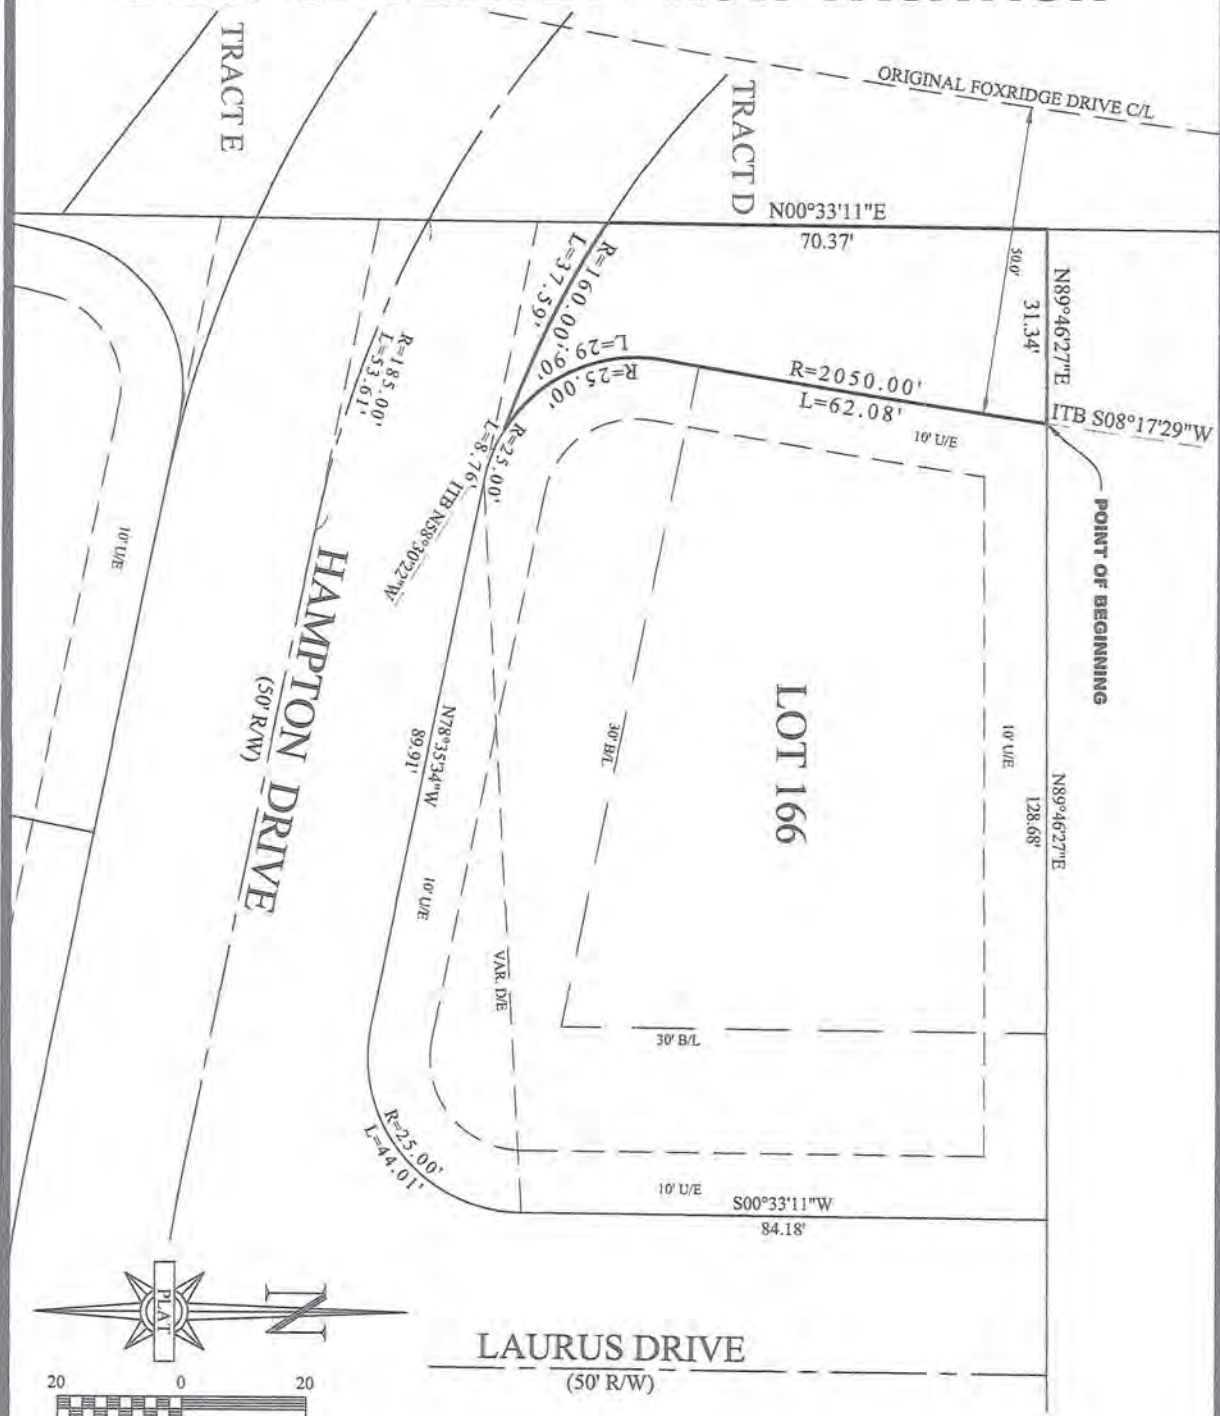 ORIGINAL FOXRIDGE DRIVE C/L
TRACT E
TRACT D
N00°33'11"E
70.37'
50.0'
N89°46'27"E
31.34'
R=160.00'
L=37.59'
L=29.90'
R=25.00'
R=2050.00'
L=62.08'
ITB S08°17'29"W
10' U/E
R=185.00'
L=53.61'
R=25.00'
L=8.76'
ITB N58°30'22"W
POINT OF BEGINNING
10' U/E
HAMPTON DRIVE
(50' R/W)
LOT 166
30' B/L
10' U/E
N89°46'27"E
128.68'
N78°35'34"W
89.91'
10' U/E
VAR. D/E
30' B/L
R=25.00'
L=44.01'
10' U/E
S00°33'11"W
84.18'
N
PLAT
LAURUS DRIVE
(50' R/W)
20 0 20